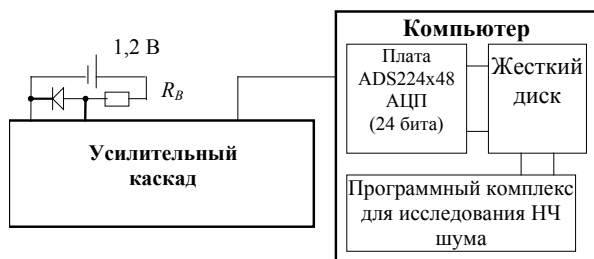 1,2 В
R_B
Усилительный
каскад
Компьютер
Плата
ADS224x48
АЦП
(24 бита)
Жесткий
диск
Программный комплекс
для исследования НЧ
шума